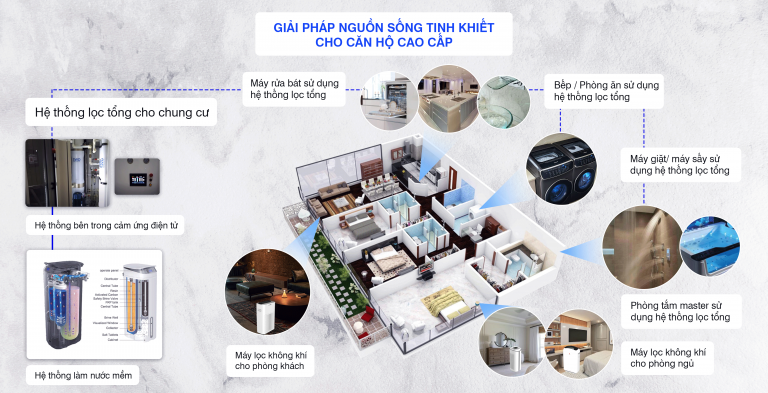 GIẢI PHÁP NGUỒN SỐNG TINH KHIẾT
CHO CĂN HỘ CAO CẤP
Máy rửa bát sử dụng
hệ thống lọc tổng
Bếp / Phòng ăn sử dụng
hệ thống lọc tổng
Hệ thống lọc tổng cho chung cư
Máy giặt/ máy sấy sử
dụng hệ thống lọc tổng
Hệ thống bên trong cảm ứng điện tử
Phòng tắm master sử
dụng hệ thống lọc tổng
Máy lọc không khí
cho phòng khách
Máy lọc không khí
cho phòng ngủ
Hệ thống làm nước mềm